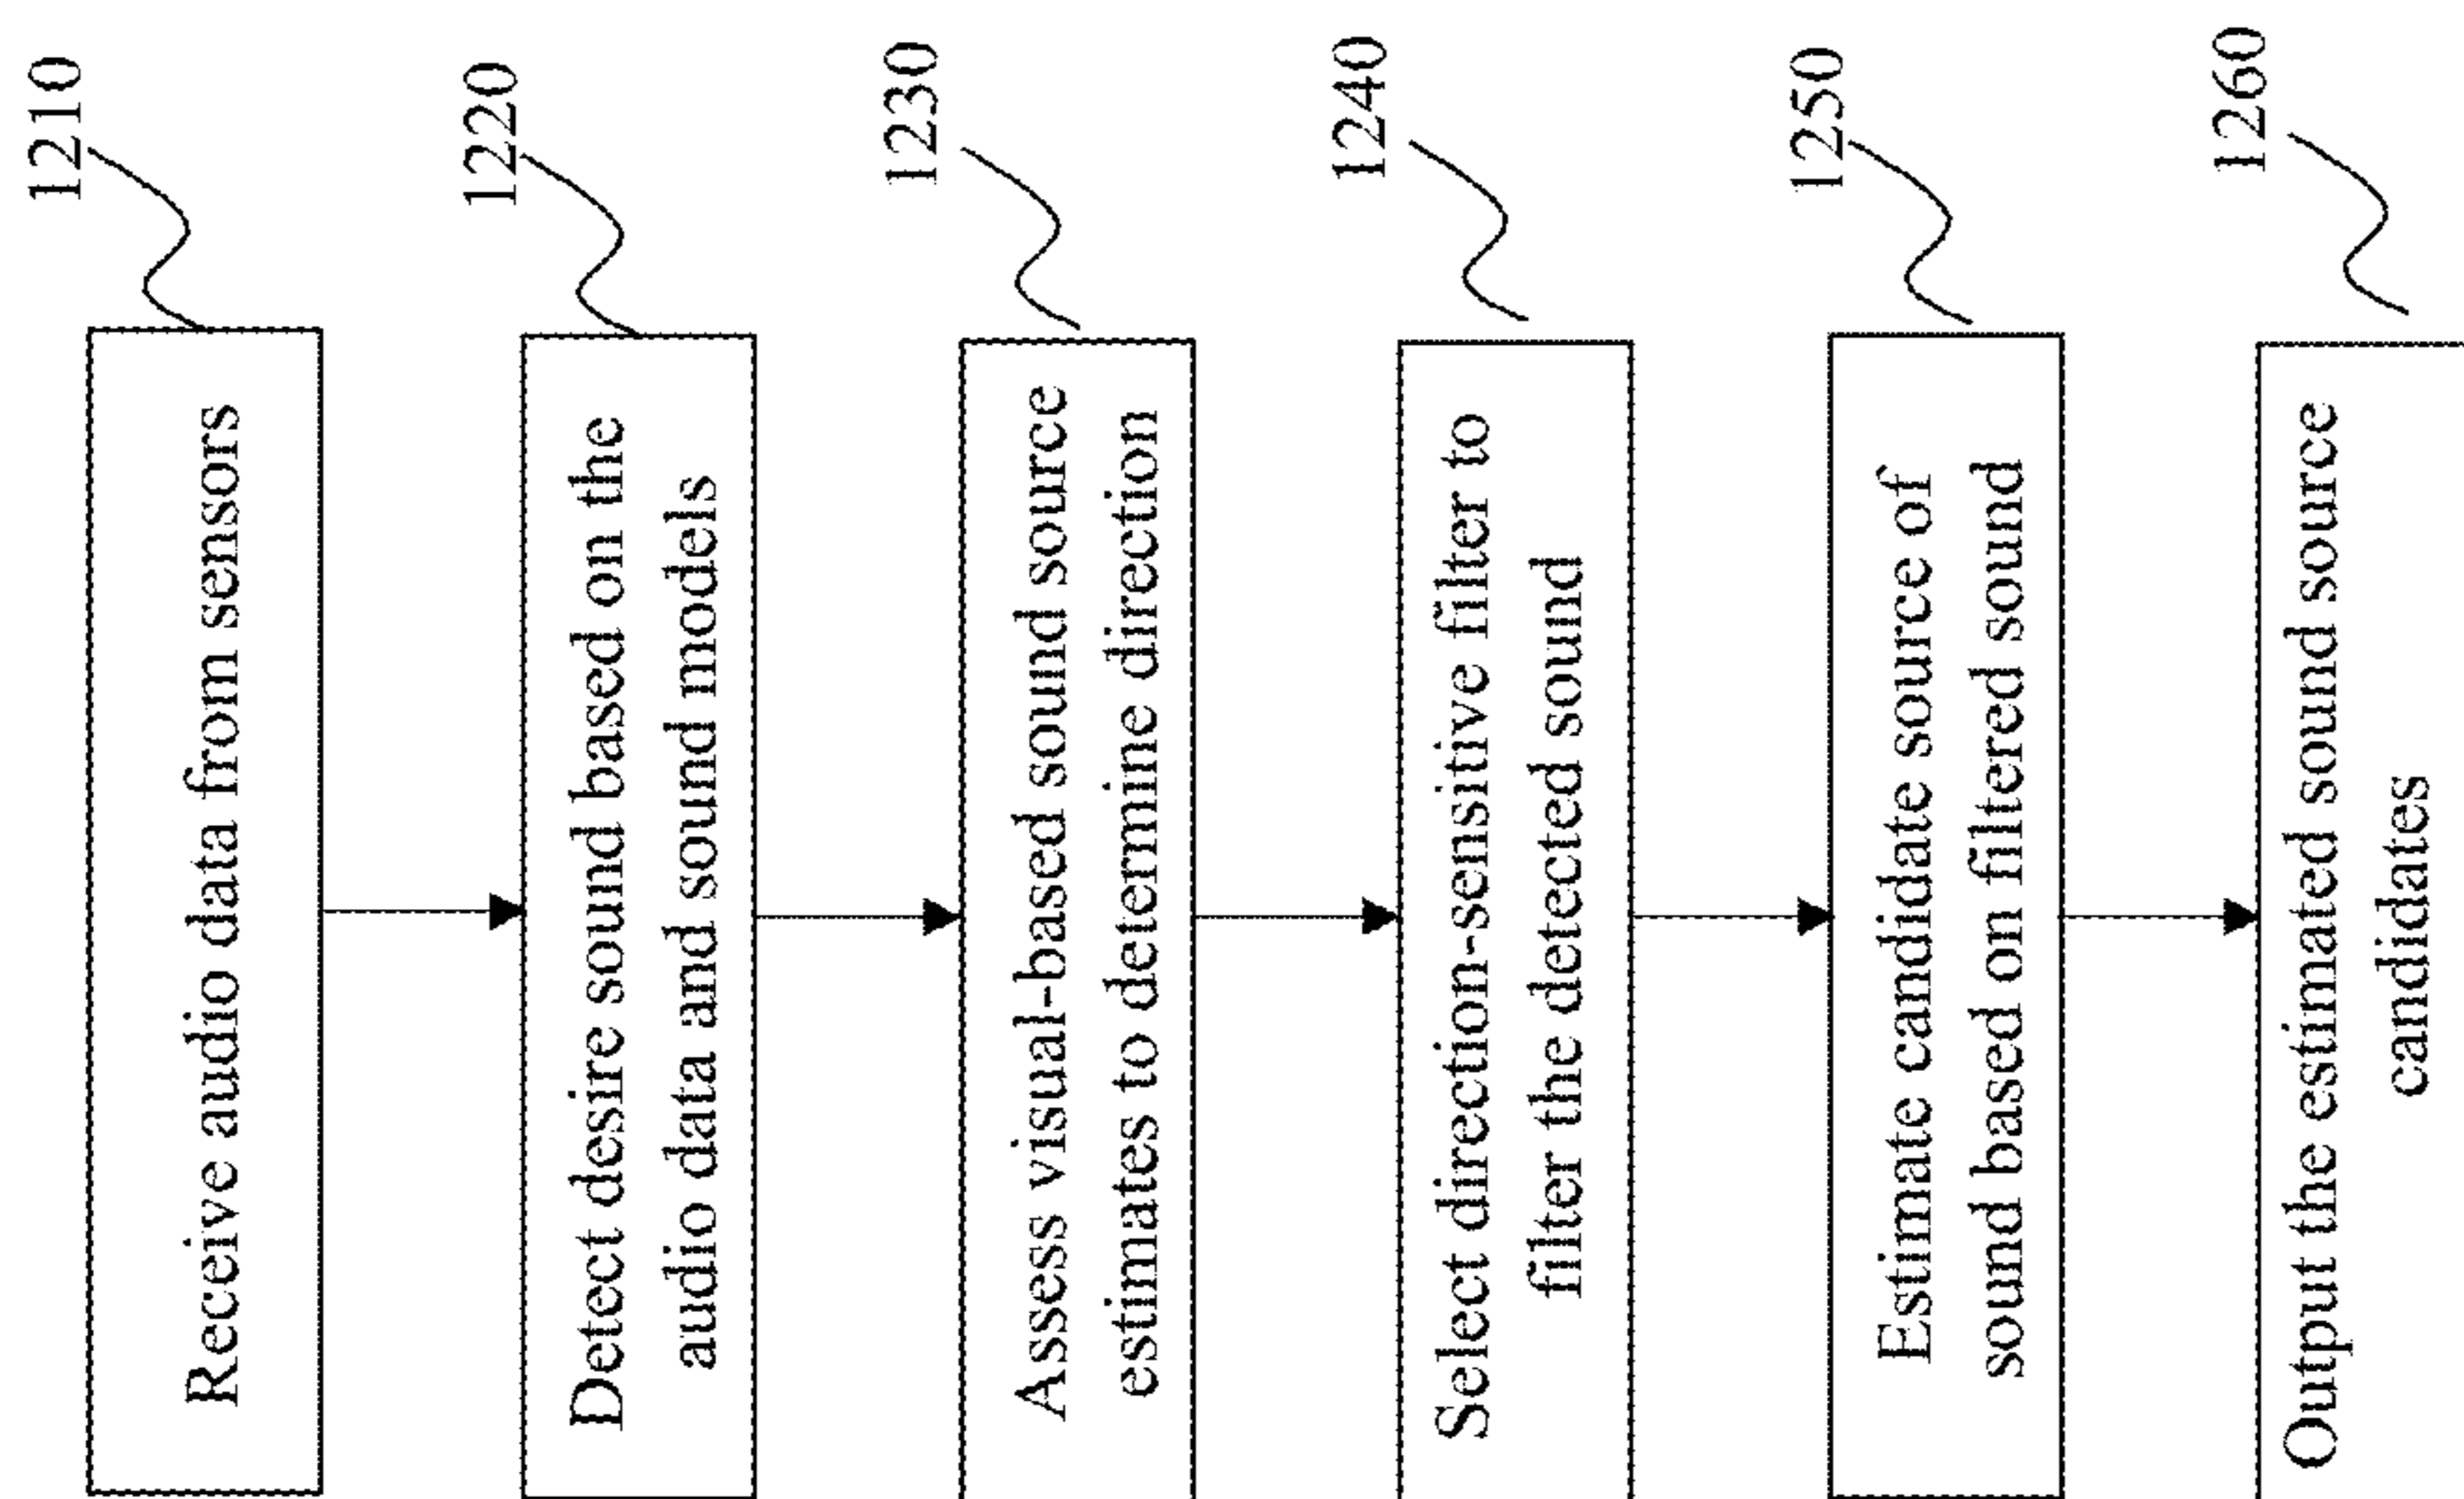 1210
Receive audio data from sensors
1220
Detect desire sound based on the
audio data and sound models
1230
Assess visual-based sound source
estimates to determine direction
1240
Select direction-sensitive filter to
filter the detected sound
1250
Estimate candidate source of
sound based on filtered sound
1260
Output the estimated sound source
candidates